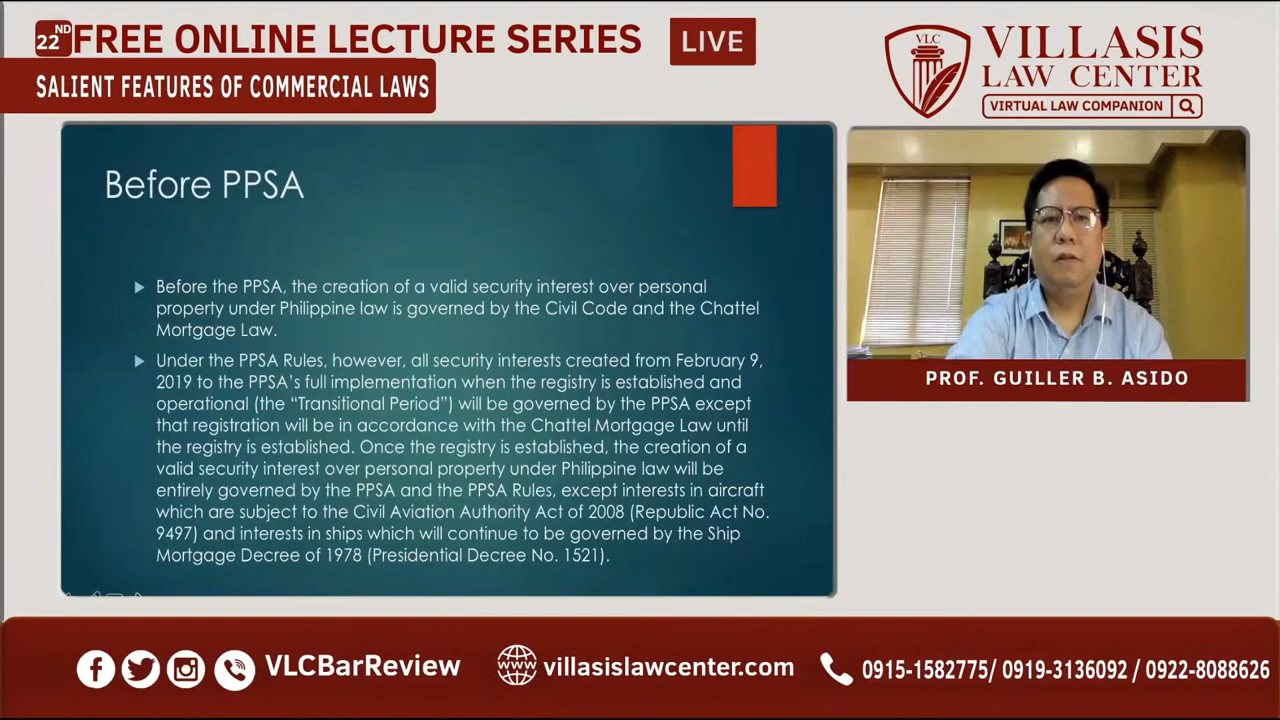 22ND FREE ONLINE LECTURE SERIES
LIVE
SALIENT FEATURES OF COMMERCIAL LAWS
VLC
VILLASIS
LAW CENTER
VIRTUAL LAW COMPANION
Before PPSA
Before the PPSA, the creation of a valid security interest over personal
property under Philippine law is governed by the Civil Code and the Chattel
Mortgage Law.
Under the PPSA Rules, however, all security interests created from February 9,
2019 to the PPSA’s full implementation when the registry is established and
operational (the “Transitional Period”) will be governed by the PPSA except
that registration will be in accordance with the Chattel Mortgage Law until
the registry is established. Once the registry is established, the creation of a
valid security interest over personal property under Philippine law will be
entirely governed by the PPSA and the PPSA Rules, except interests in aircraft
which are subject to the Civil Aviation Authority Act of 2008 (Republic Act No.
9497) and interests in ships which will continue to be governed by the Ship
Mortgage Decree of 1978 (Presidential Decree No. 1521).
PROF. GUILLER B. ASIDO
VLCBarReview
www
villasislawcenter.com
0915-1582775/ 0919-3136092 / 0922-8088626